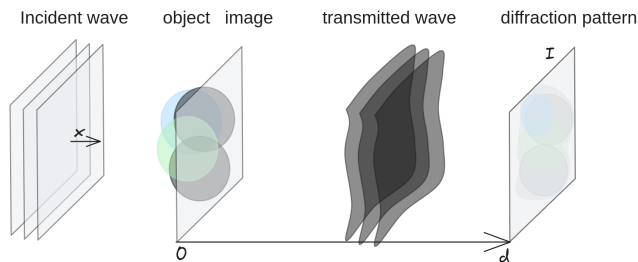 Incident wave object image transmitted wave diffraction pattern
I
x
0 d